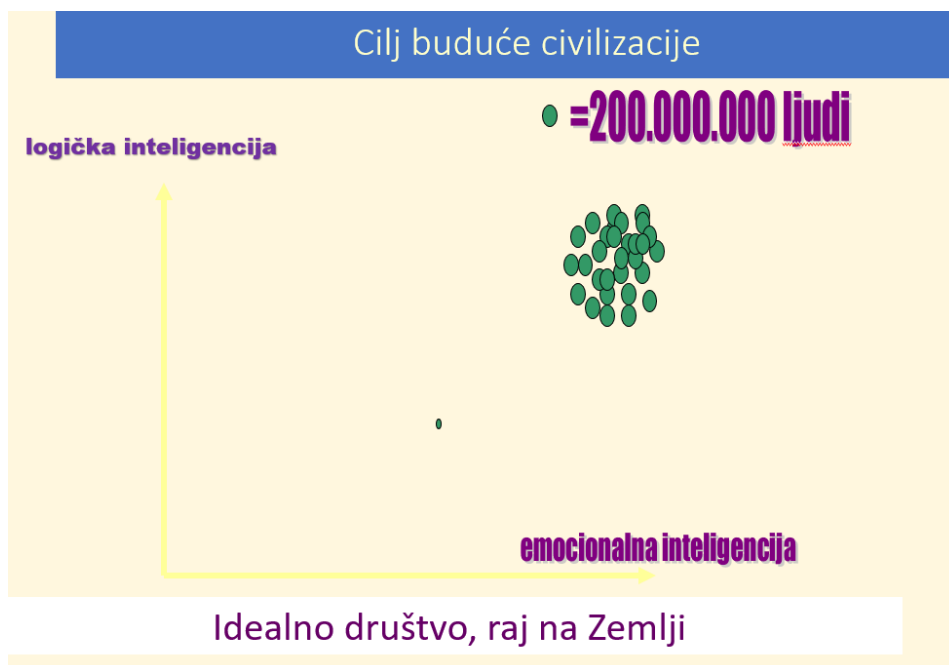 Cilj buduće civilizacije
=200.000.000 ljudi
logička inteligencija
emocionalna inteligencija
Idealno društvo, raj na Zemlji